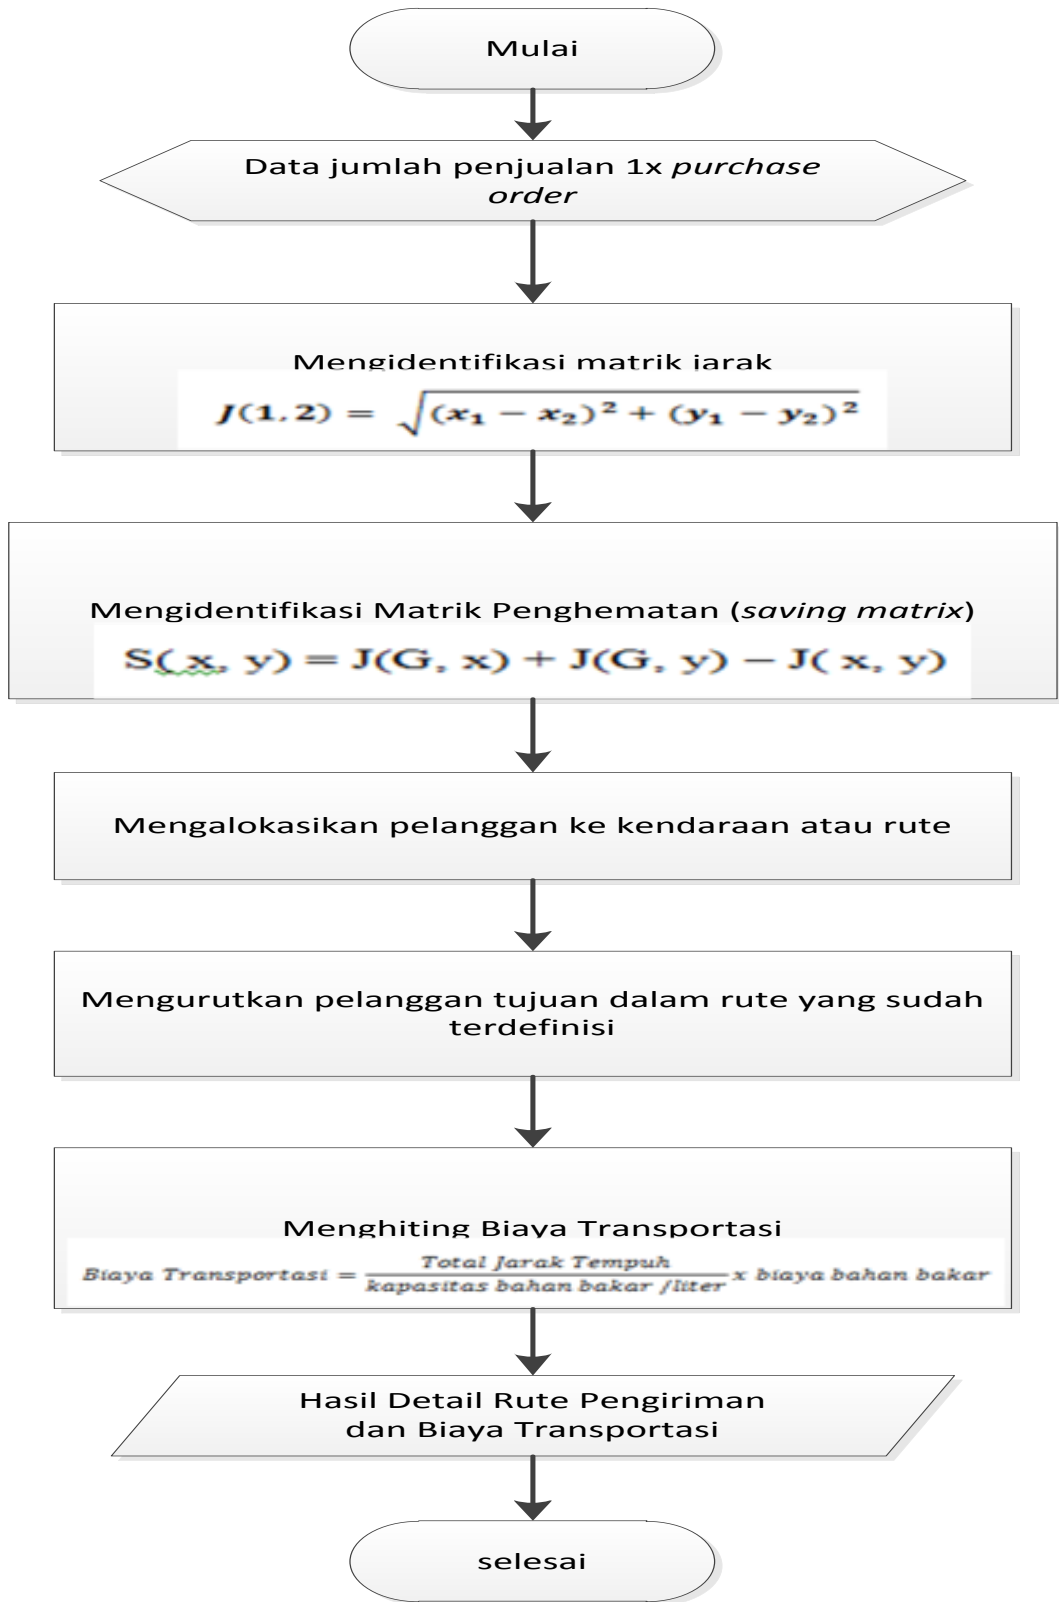 Mulai
Data jumlah penjualan 1x purchase
order
Mengidentifikasi matrik jarak
J(1,2) = √(x₁ − x₂)² + (y₁ − y₂)²
Mengidentifikasi Matrik Penghematan (saving matrix)
S( x, y) = J(G, x) + J(G, y) – J( x, y)
Mengalokasikan pelanggan ke kendaraan atau rute
Mengurutkan pelanggan tujuan dalam rute yang sudah
terdefinisi
Menghiting Biaya Transportasi
Biaya Transportasi = Total Jarak Tempuh / kapasitas bahan bakar /liter x biaya bahan bakar
Hasil Detail Rute Pengiriman
dan Biaya Transportasi
selesai